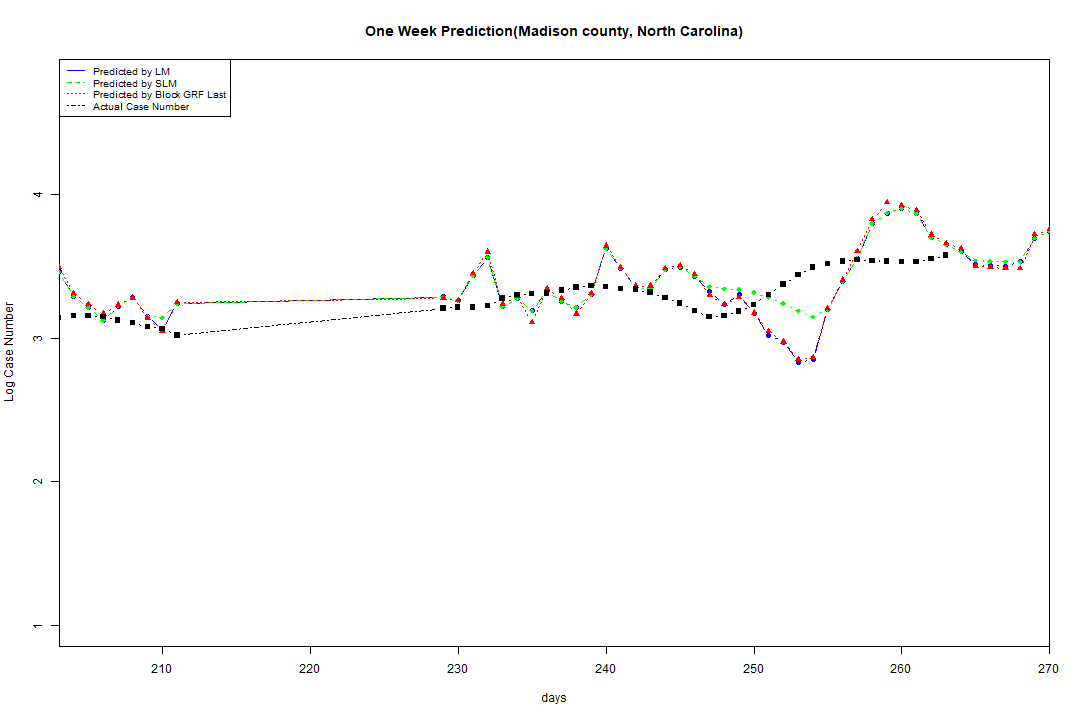 One Week Prediction(Madison county, North Carolina)
Predicted by LM
Predicted by SLM
Predicted by Block GRF Last
Actual Case Number
4
3
2
1
Log Case Number
210 220 230 240 250 260 270
days